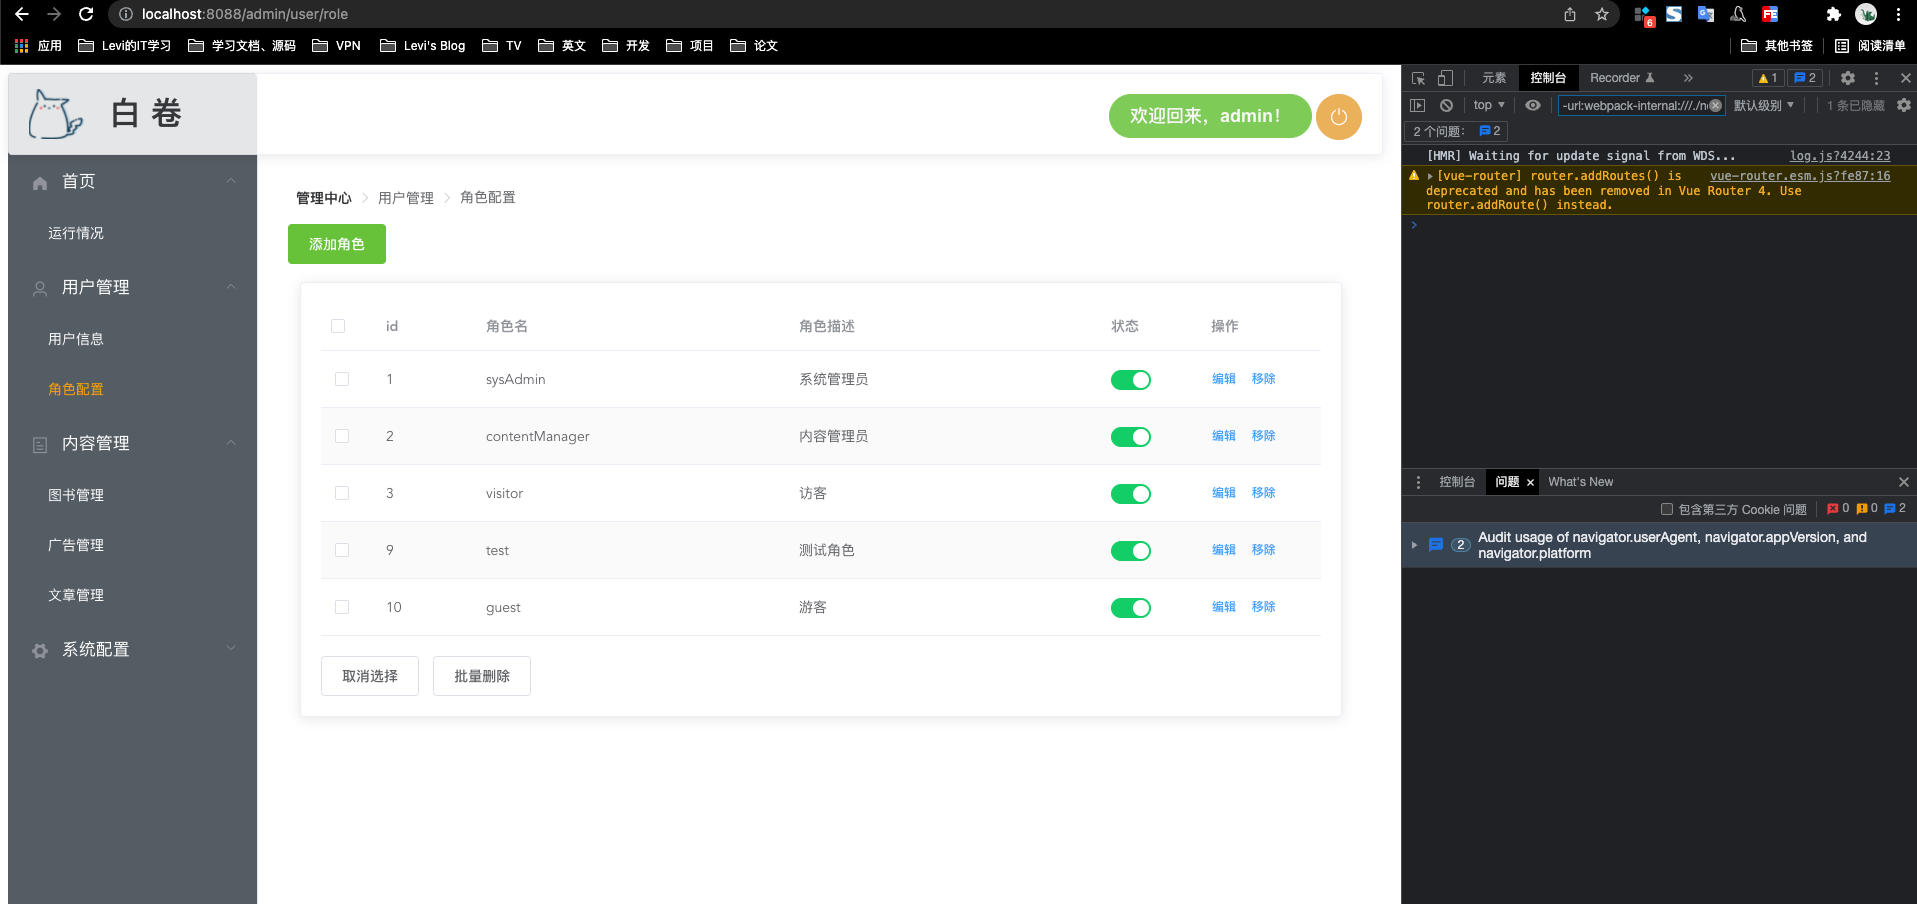 localhost:8088/admin/user/role
6
应用 Levi的IT学习 学习文档、源码 VPN Levi's Blog TV 英文 开发 项目 论文 其他书签 阅读清单
白 卷
欢迎回来，admin！
首页
运行情况
用户管理
用户信息
角色配置
内容管理
图书管理
广告管理
文章管理
系统配置
管理中心 > 用户管理 > 角色配置
添加角色
id 角色名 角色描述 状态 操作
1 sysAdmin 系统管理员 编辑 移除
2 contentManager 内容管理员 编辑 移除
3 visitor 访客 编辑 移除
9 test 测试角色 编辑 移除
10 guest 游客 编辑 移除
取消选择 批量删除
元素 控制台 Recorder » 1 2
top -url:webpack-internal:///./n 默认级别 1 条已隐藏
2 个问题： 2
[HMR] Waiting for update signal from WDS... log.js?4244:23
[vue-router] router.addRoutes() is vue-router.esm.js?fe87:16
deprecated and has been removed in Vue Router 4. Use
router.addRoute() instead.
控制台 问题 × What's New
包含第三方 Cookie 问题 0 0 2
2 Audit usage of navigator.userAgent, navigator.appVersion, and
navigator.platform